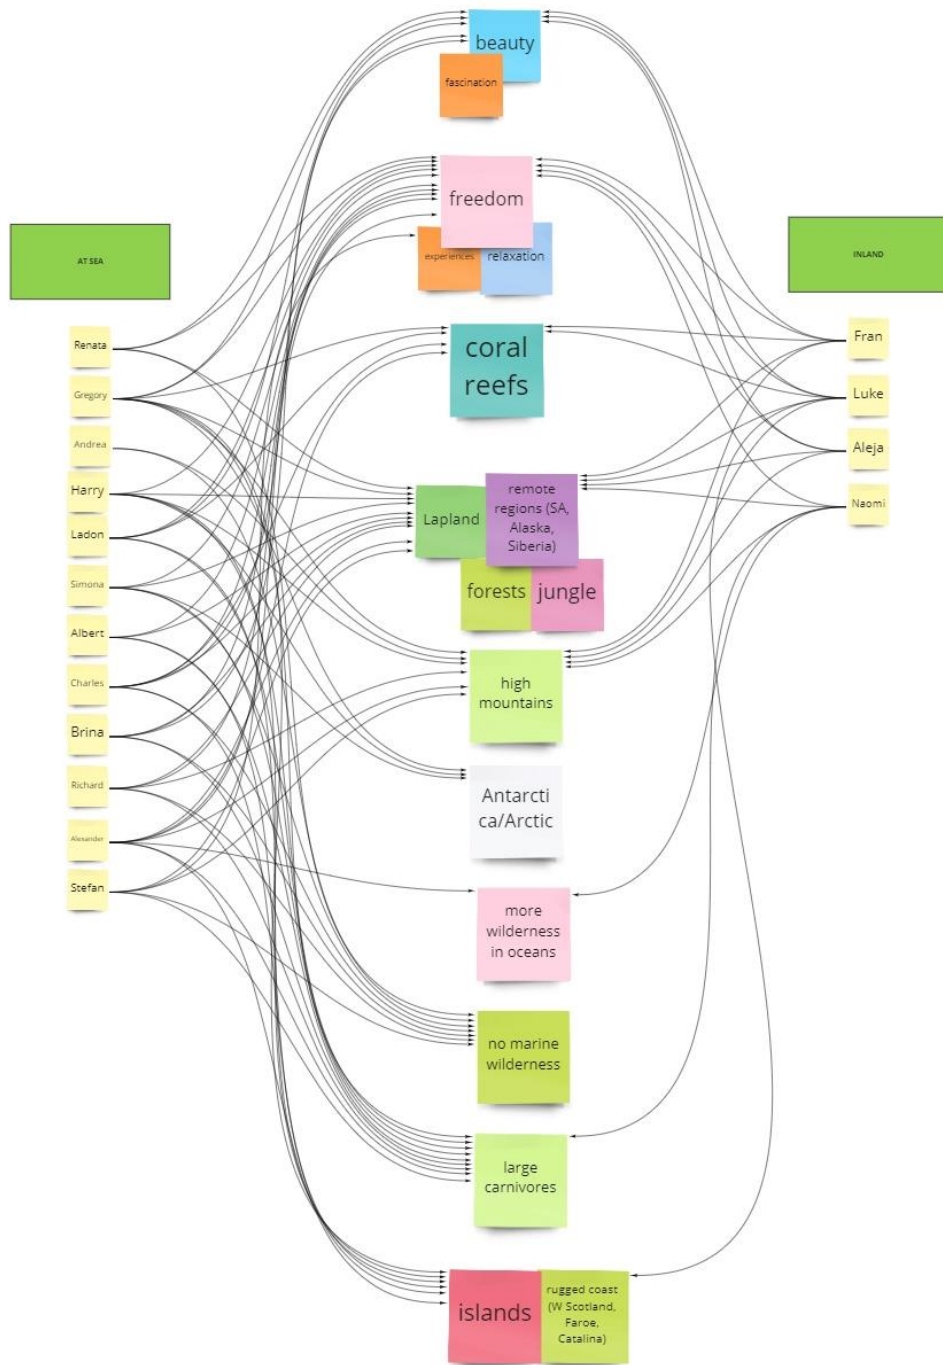 beauty
fascination
freedom
experiences
relaxation
AT SEA
INLAND
Renata
Gregory
Andrea
Harry
Ladon
Simona
Albert
Charles
Brina
Richard
Alexander
Stefan
coral
reefs
Lapland
remote
regions (SA,
Alaska,
Siberia)
forests
jungle
high
mountains
Antarcti
ca/Arctic
more
wilderness
in oceans
no marine
wilderness
large
carnivores
islands
rugged coast
(W Scotland,
Faroe,
Catalina)
Fran
Luke
Aleja
Naomi